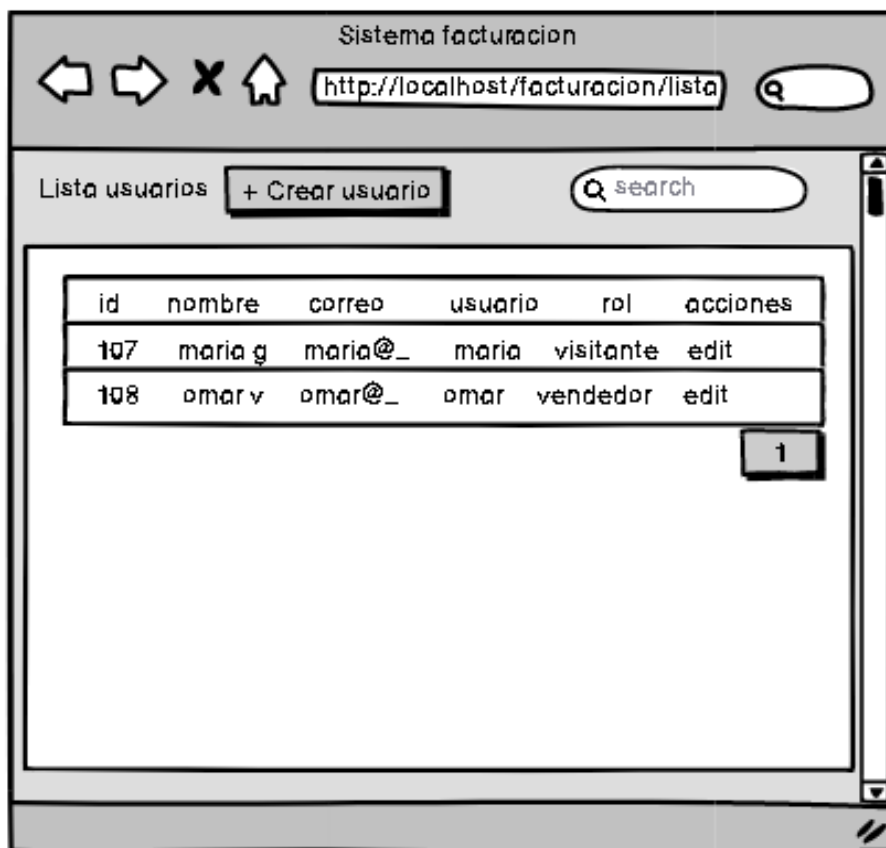 Sistema facturacion
http://localhost/facturacion/lista
Lista usuarios + Crear usuario search
id nombre correo usuario rol acciones
107 maria g maria@_ maria visitante edit
108 omar v omar@_ omar vendedor edit
1